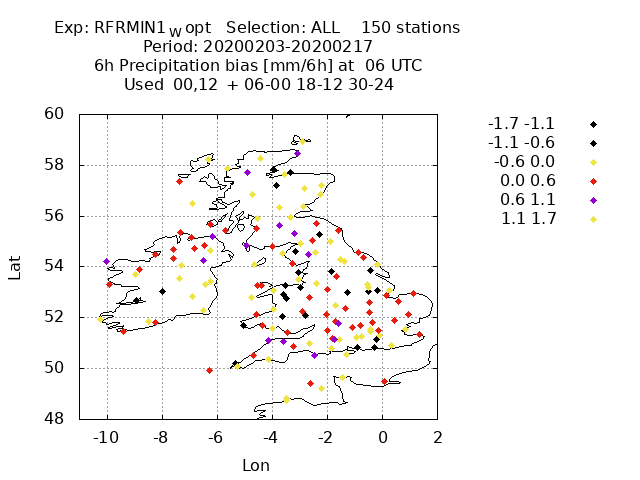 Exp: RFRMIN1_W opt Selection: ALL 150 stations
Period: 20200203-20200217
6h Precipitation bias [mm/6h] at 06 UTC
Used 00,12 + 06-00 18-12 30-24
60
58
56
54
52
50
48
Lat
-10 -8 -6 -4 -2 0 2
Lon
-1.7 -1.1
-1.1 -0.6
-0.6 0.0
0.0 0.6
0.6 1.1
1.1 1.7